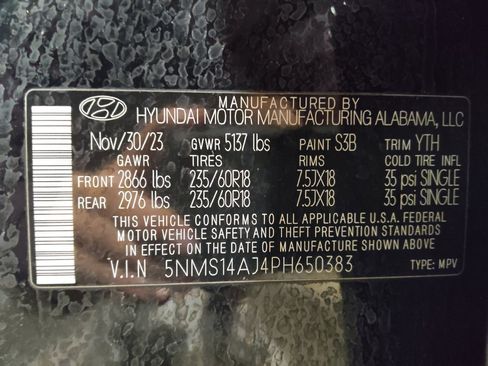 MANUFACTURED BY
HYUNDAI MOTOR MANUFACTURING ALABAMA, LLC
Nov/30/23 GVWR 5137 lbs PAINT S3B TRIM YTH
GAWR TIRES RIMS COLD TIRE INFL
FRONT 2866 lbs 235/60R18 7.5JX18 35 psi SINGLE
REAR 2976 lbs 235/60R18 7.5JX18 35 psi SINGLE
THIS VEHICLE CONFORMS TO ALL APPLICABLE U.S.A. FEDERAL
MOTOR VEHICLE SAFETY AND THEFT PREVENTION STANDARDS
IN EFFECT ON THE DATE OF MANUFACTURE SHOWN ABOVE
V.I.N 5NMS14AJ4PH650383 TYPE: MPV